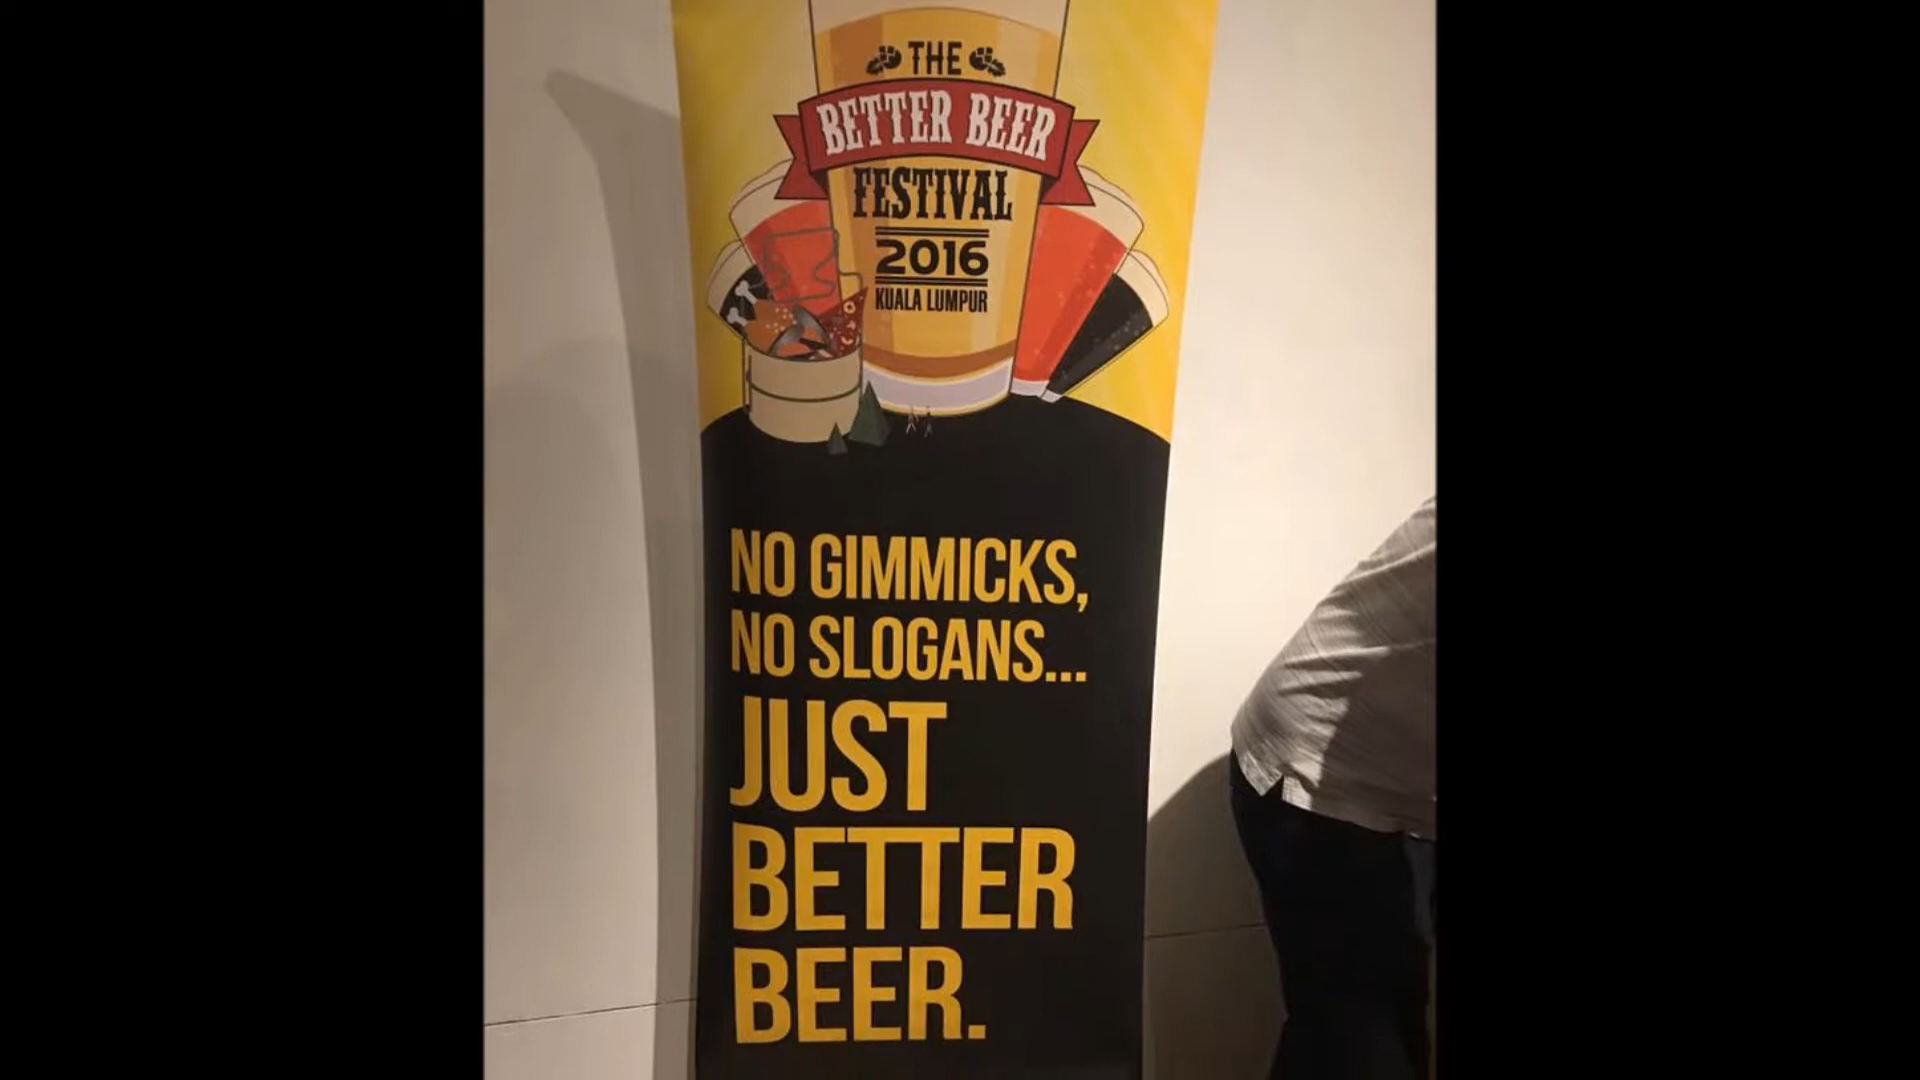 THE
BETTER BEER
FESTIVAL
2016
KUALA LUMPUR
NO GIMMICKS,
NO SLOGANS...
JUST
BETTER
BEER.